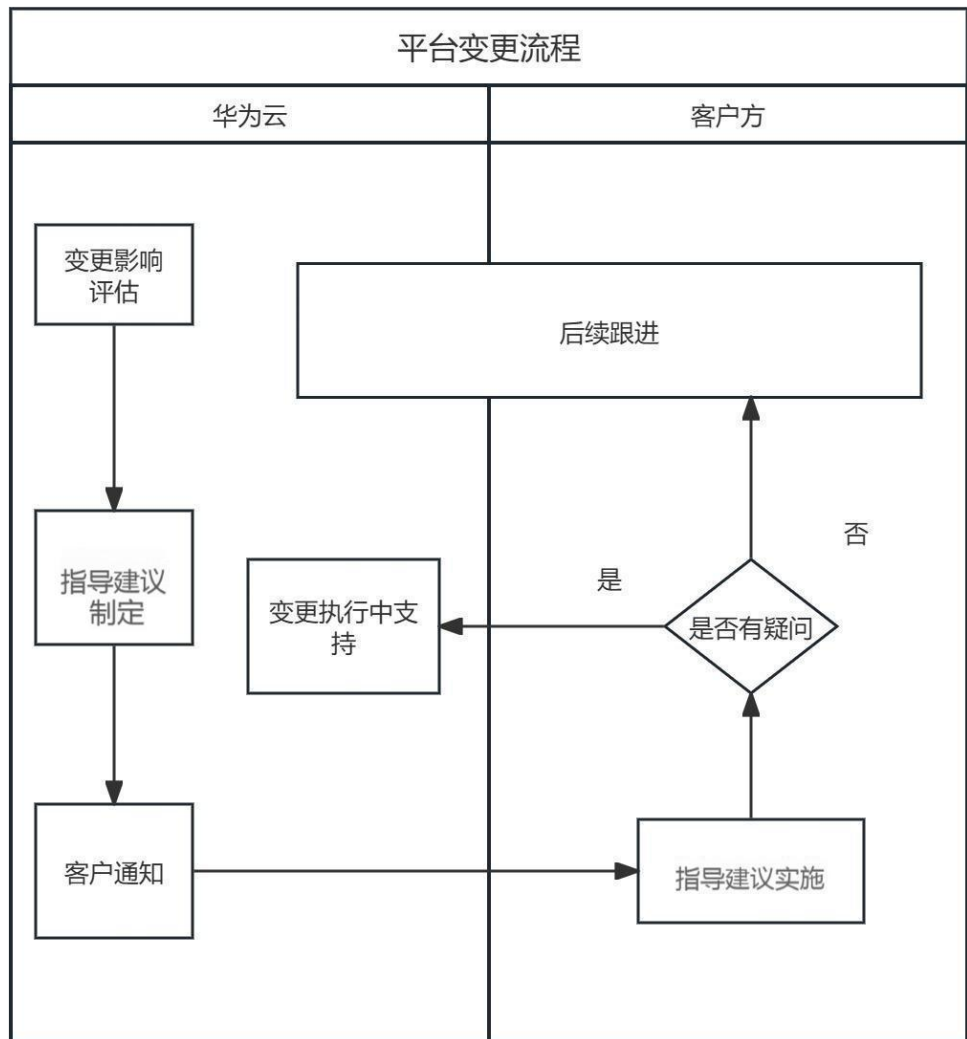 平台变更流程
华为云
客户方
变更影响
评估
后续跟进
否
指导建议
制定
是
变更执行中支
持
是否有疑问
客户通知
指导建议实施